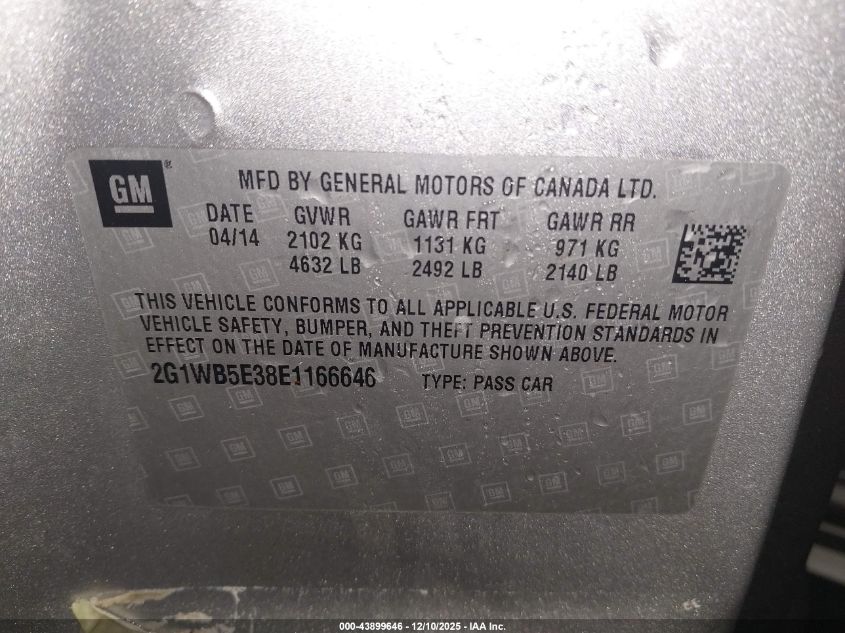 GM ®
MFD BY GENERAL MOTORS OF CANADA LTD.
DATE GVWR GAWR FRT GAWR RR
04/14 2102 KG 1131 KG 971 KG
4632 LB 2492 LB 2140 LB
THIS VEHICLE CONFORMS TO ALL APPLICABLE U.S. FEDERAL MOTOR
VEHICLE SAFETY, BUMPER, AND THEFT PREVENTION STANDARDS IN
EFFECT ON THE DATE OF MANUFACTURE SHOWN ABOVE.
2G1WB5E38E1166646 TYPE: PASS CAR
000-43899646 - 12/10/2025 - IAA Inc.